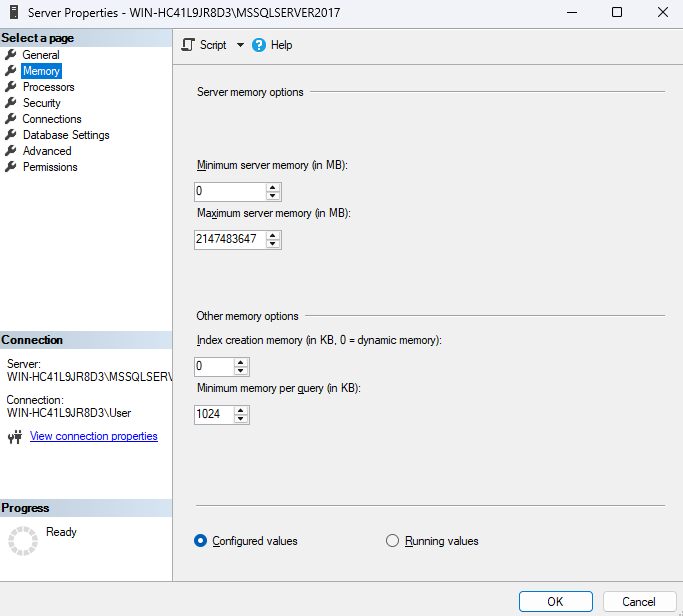 Server Properties - WIN-HC41L9JR8D3\MSSQLSERVER2017
Select a page
General
Memory
Processors
Security
Connections
Database Settings
Advanced
Permissions
Script
Help
Server memory options
Minimum server memory (in MB):
0
Maximum server memory (in MB):
2147483647
Other memory options
Index creation memory (in KB, 0 = dynamic memory):
0
Minimum memory per query (in KB):
1024
Configured values
Running values
Connection
Server:
WIN-HC41L9JR8D3\MSSQLSERV
Connection:
WIN-HC41L9JR8D3\User
View connection properties
Progress
Ready
OK
Cancel